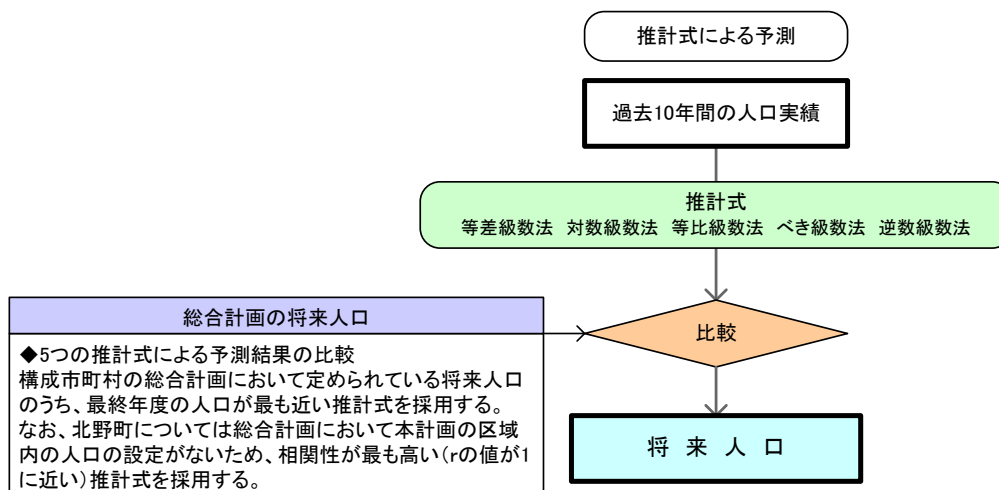 推計式による予測
過去10年間の人口実績
推計式
等差級数法 対数級数法 等比級数法 べき級数法 逆数級数法
総合計画の将来人口
比較
◆5つの推計式による予測結果の比較
構成市町村の総合計画において定められている将来人口
のうち、最終年度の人口が最も近い推計式を採用する。
なお、北野町については総合計画において本計画の区域
内の人口の設定がないため、相関性が最も高い(rの値が1
に近い)推計式を採用する。
将 来 人 口